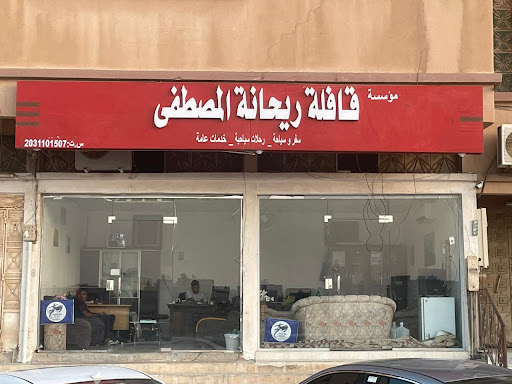 مؤسسة قافلة ريحانة المصطفى
سفر و سياحة _ رحلات سياحية _ خدمات عامة
س.ت:2031101507